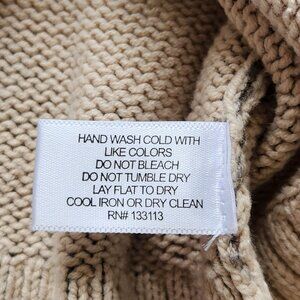 HAND WASH COLD WITH
LIKE COLORS
DO NOT BLEACH
DO NOT TUMBLE DRY
LAY FLAT TO DRY
COOL IRON OR DRY CLEAN
RN# 133113